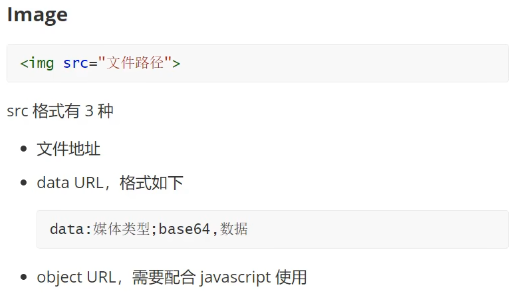 Image
<img src="文件路径">
src 格式有 3 种
文件地址
data URL，格式如下
data:媒体类型;base64,数据
object URL，需要配合 javascript 使用